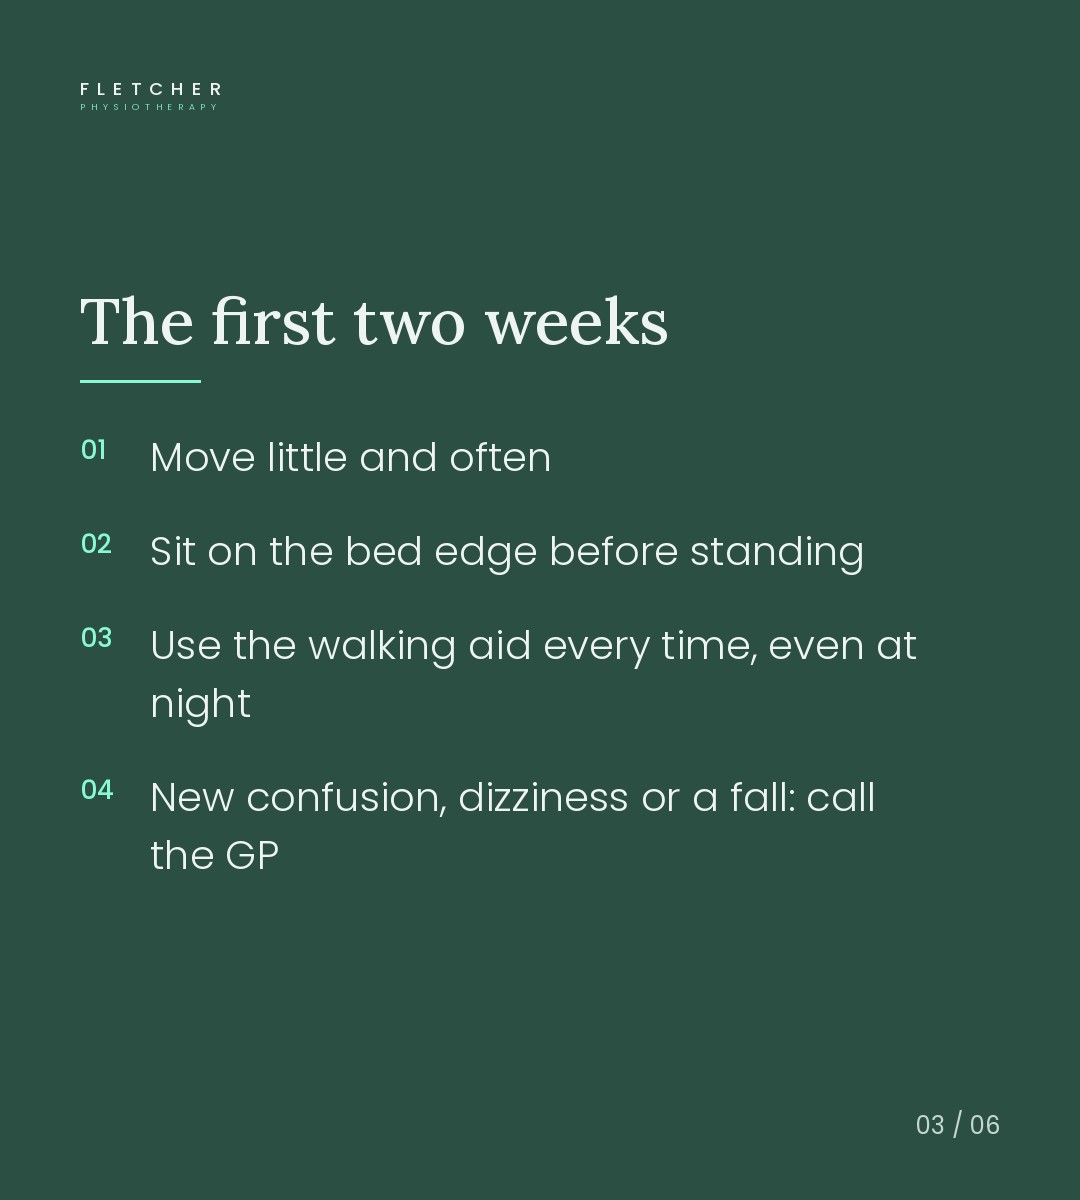 FLETCHER
PHYSIOTHERAPY
The first two weeks
01 Move little and often
02 Sit on the bed edge before standing
03 Use the walking aid every time, even at
night
04 New confusion, dizziness or a fall: call
the GP
03 / 06